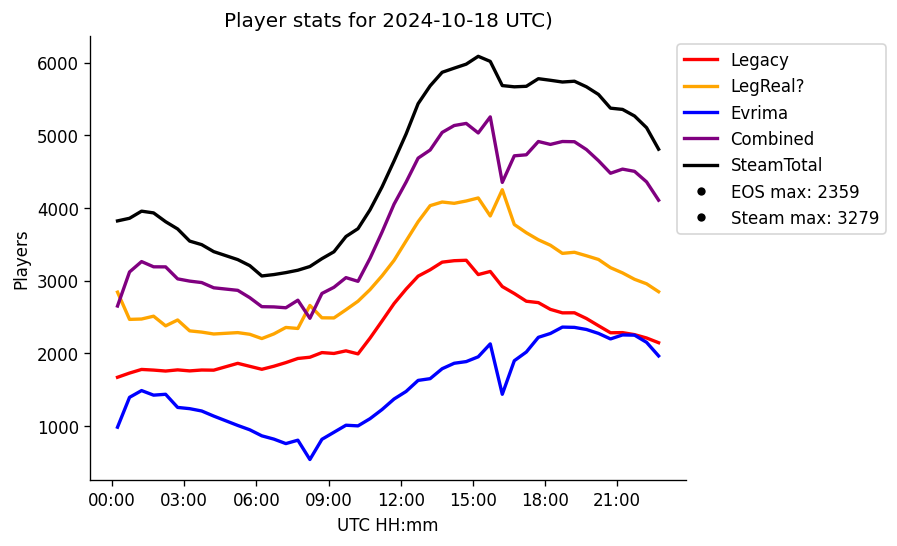 Player stats for 2024-10-18 UTC)
Legacy
LegReal?
Evrima
Combined
SteamTotal
EOS max: 2359
Steam max: 3279
Players
6000
5000
4000
3000
2000
1000
00:00 03:00 06:00 09:00 12:00 15:00 18:00 21:00
UTC HH:mm